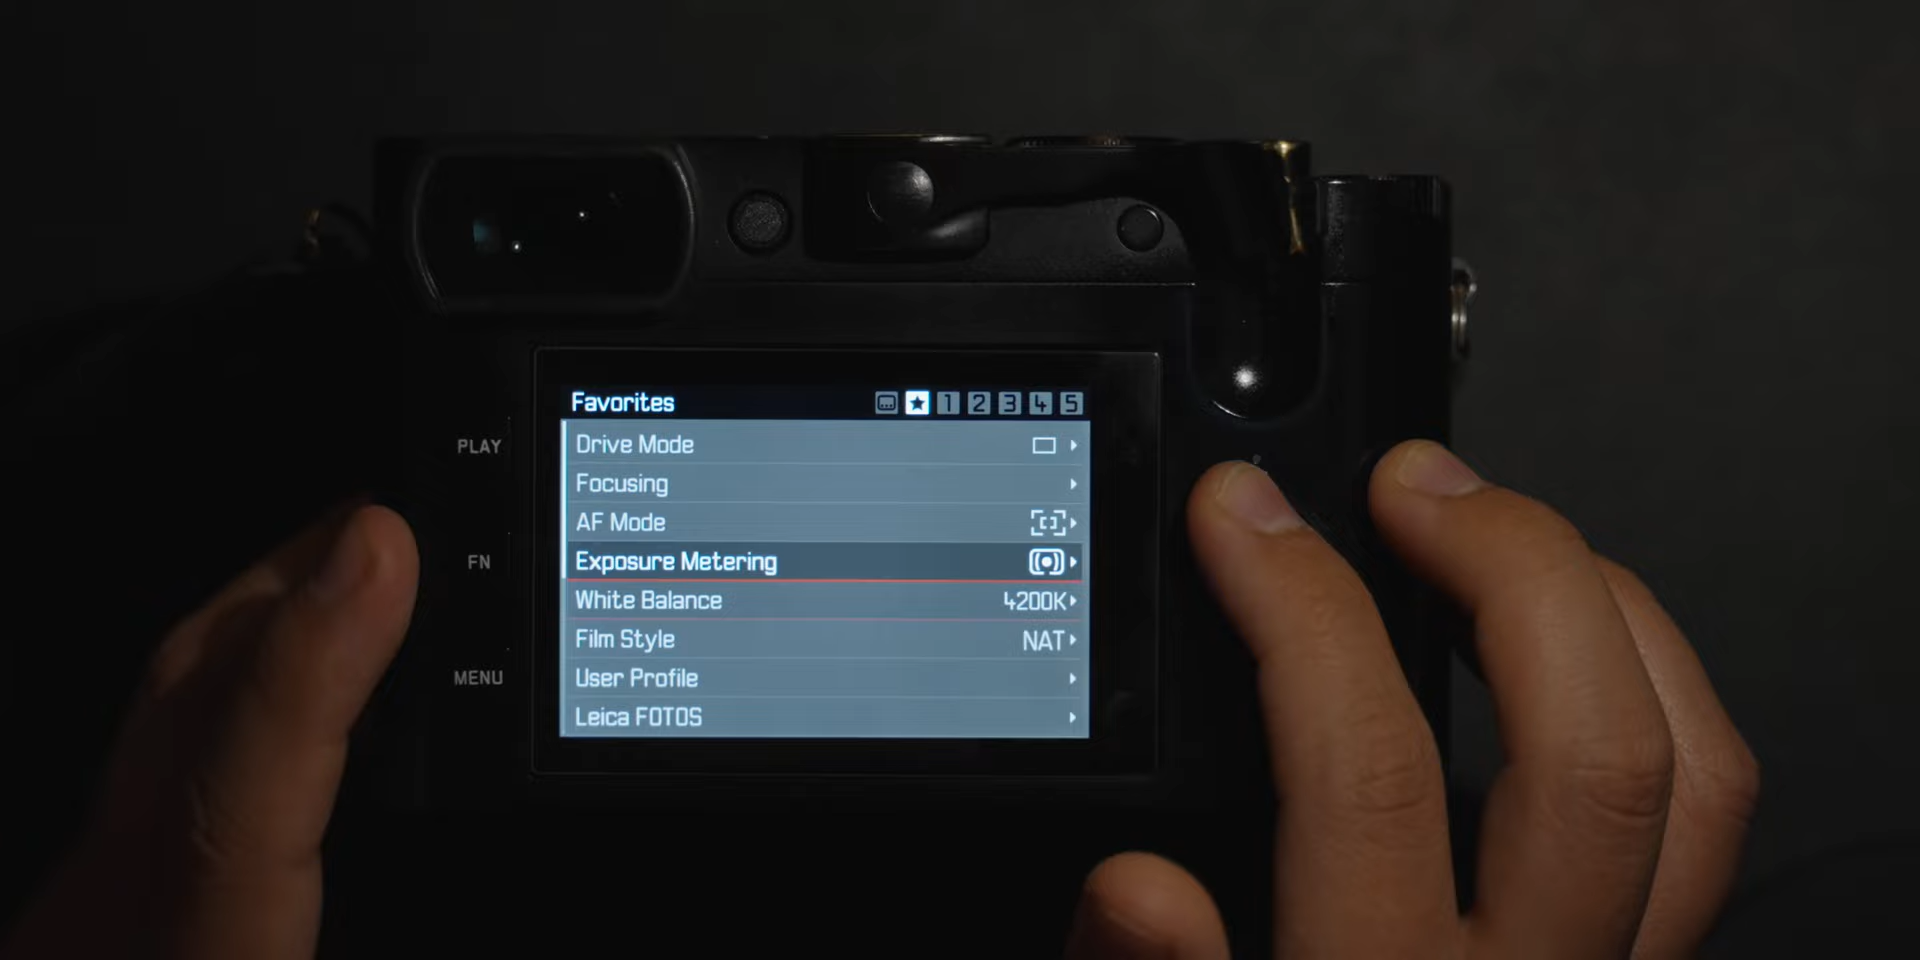 Favorites 1 2 3 4 5
Drive Mode
Focusing
AF Mode
Exposure Metering
White Balance 4200K
Film Style NAT
User Profile
Leica FOTOS
PLAY
FN
MENU